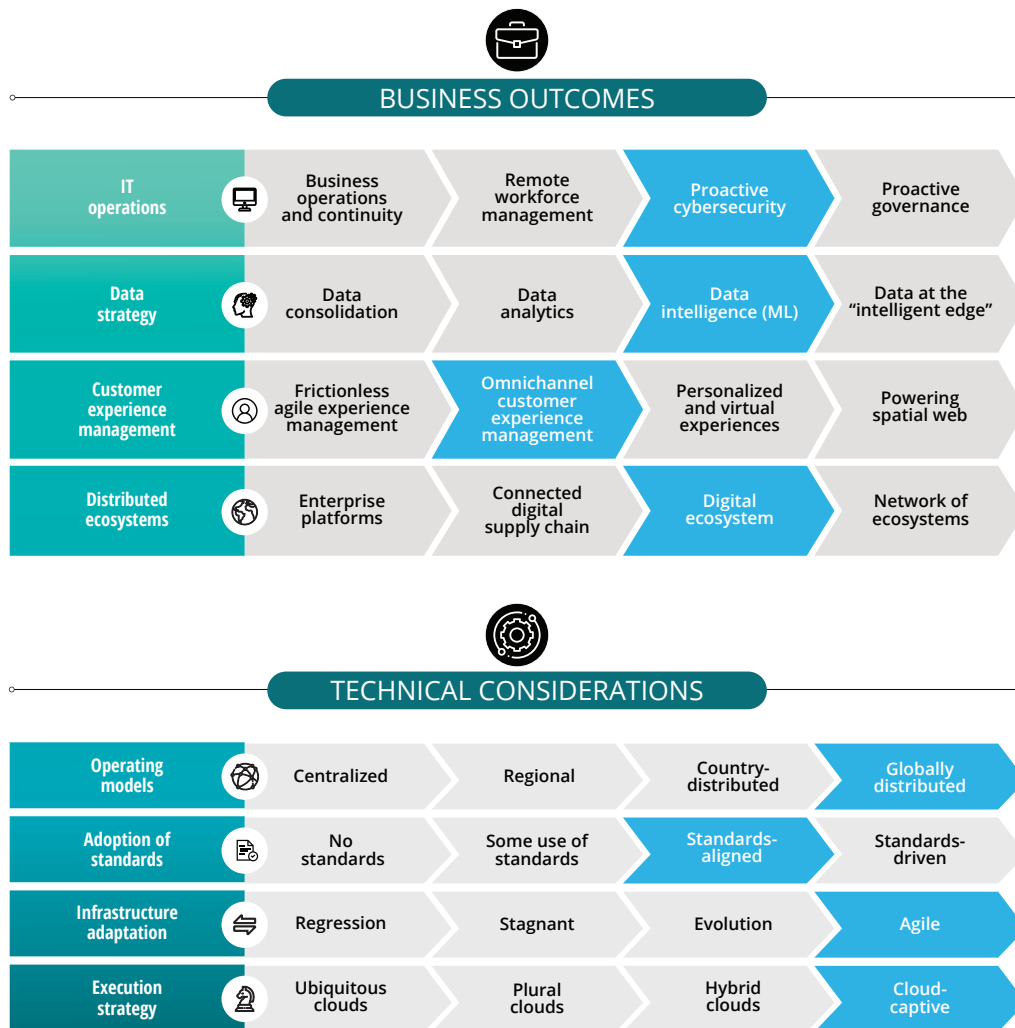 BUSINESS OUTCOMES
IT
operations
Business
operations
and continuity
Remote
workforce
management
Proactive
cybersecurity
Proactive
governance
Data
strategy
Data
consolidation
Data
analytics
Data
intelligence (ML)
Data at the
“intelligent edge”
Customer
experience
management
Frictionless
agile experience
management
Omnichannel
customer
experience
management
Personalized
and virtual
experiences
Powering
spatial web
Distributed
ecosystems
Enterprise
platforms
Connected
digital
supply chain
Digital
ecosystem
Network of
ecosystems
TECHNICAL CONSIDERATIONS
Operating
models
Centralized
Regional
Country-
distributed
Globally
distributed
Adoption of
standards
No
standards
Some use of
standards
Standards-
aligned
Standards-
driven
Infrastructure
adaptation
Regression
Stagnant
Evolution
Agile
Execution
strategy
Ubiquitous
clouds
Plural
clouds
Hybrid
clouds
Cloud-
captive